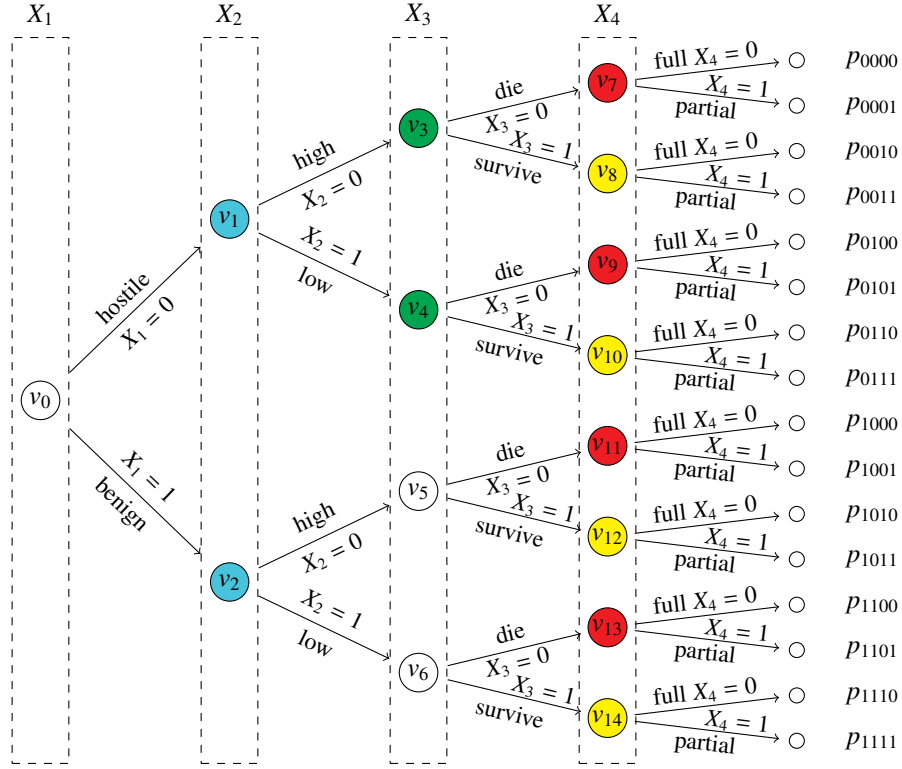 X₁ X₂ X₃ X₄
full X₄ = 0
p₀₀₀₀
die
v₇
X₄ = 1
partial
p₀₀₀₁
v₃
X₃ = 0
X₃ = 1
survive
full X₄ = 0
p₀₀₁₀
high
v₈
X₄ = 1
partial
p₀₀₁₁
X₂ = 0
v₁
full X₄ = 0
p₀₁₀₀
X₂ = 1
die
v₉
X₄ = 1
partial
p₀₁₀₁
low
v₄
X₃ = 0
X₃ = 1
survive
full X₄ = 0
p₀₁₁₀
hostile
v₁₀
X₄ = 1
partial
p₀₁₁₁
X₁ = 0
v₀
full X₄ = 0
p₁₀₀₀
die
v₁₁
X₄ = 1
partial
p₁₀₀₁
X₁ = 1
v₅
X₃ = 0
X₃ = 1
survive
full X₄ = 0
p₁₀₁₀
benign
high
v₁₂
X₄ = 1
partial
p₁₀₁₁
X₂ = 0
v₂
full X₄ = 0
p₁₁₀₀
X₂ = 1
die
v₁₃
X₄ = 1
partial
p₁₁₀₁
low
v₆
X₃ = 0
X₃ = 1
survive
full X₄ = 0
p₁₁₁₀
v₁₄
X₄ = 1
partial
p₁₁₁₁